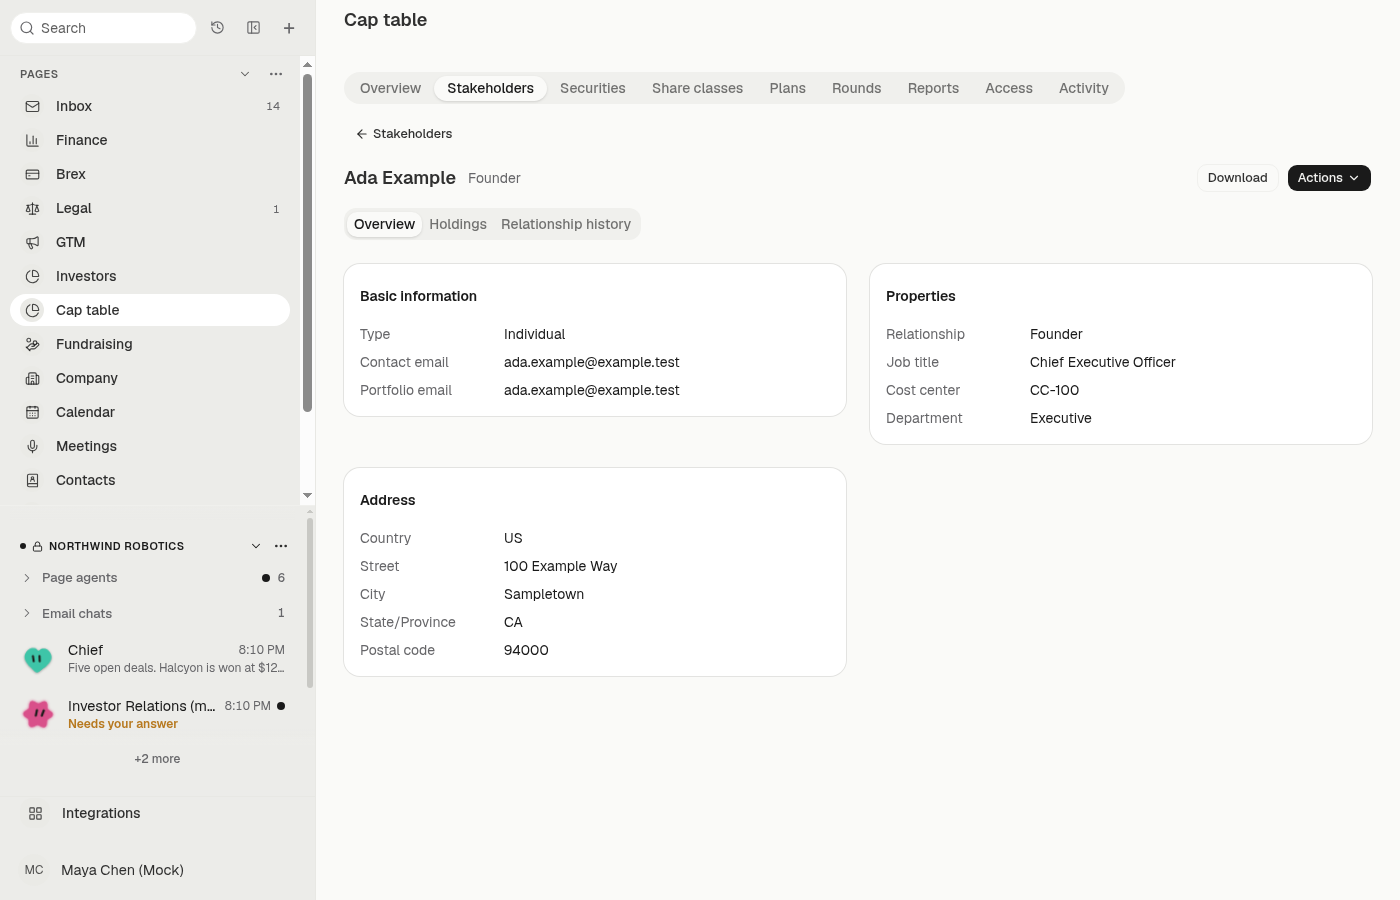 Search
PAGES
Inbox 14
Finance
Brex
Legal 1
GTM
Investors
Cap table
Fundraising
Company
Calendar
Meetings
Contacts
NORTHWIND ROBOTICS
Page agents 6
Email chats 1
Chief 8:10 PM
Five open deals. Halcyon is won at $12...
Investor Relations (m... 8:10 PM
Needs your answer
+2 more
Integrations
MC Maya Chen (Mock)
Cap table
Overview Stakeholders Securities Share classes Plans Rounds Reports Access Activity
Stakeholders
Ada Example Founder
Download Actions
Overview Holdings Relationship history
Basic information
Type Individual
Contact email ada.example@example.test
Portfolio email ada.example@example.test
Properties
Relationship Founder
Job title Chief Executive Officer
Cost center CC-100
Department Executive
Address
Country US
Street 100 Example Way
City Sampletown
State/Province CA
Postal code 94000